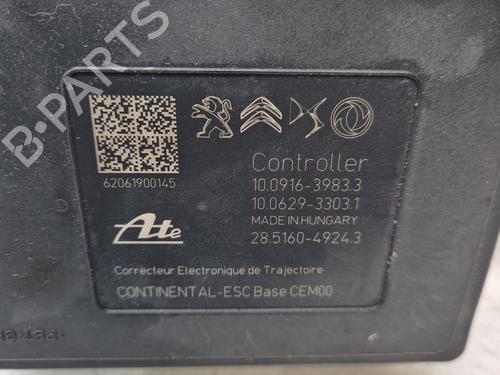 B-PARTS
62061900145
Controller
10.0916-3983.3
10.0629-3303.1
MADE IN HUNGARY
28.5160-4924.3
Ate
Correcteur Electronique de Trajectoire
CONTINENTAL-ESC Base CEM00